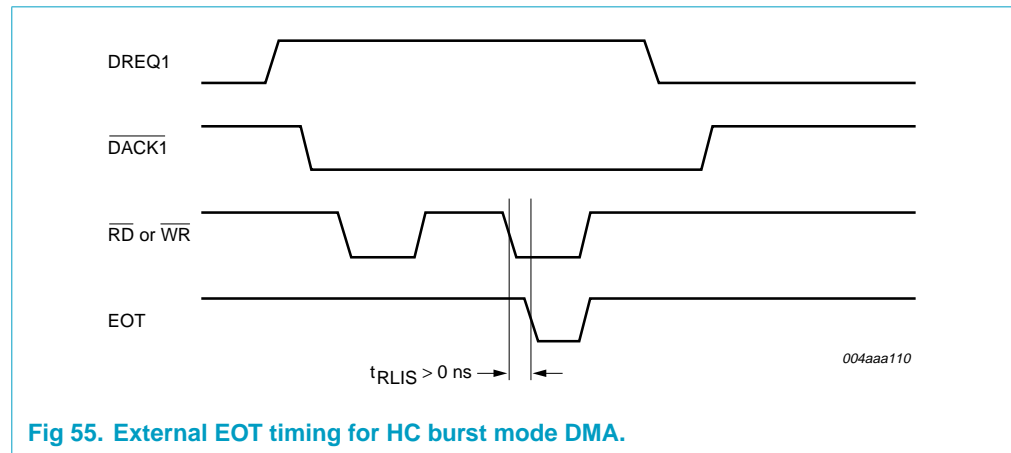 DREQ1
DACK1
RD or WR
EOT
tRLIS > 0 ns
004aaa110
Fig 55. External EOT timing for HC burst mode DMA.